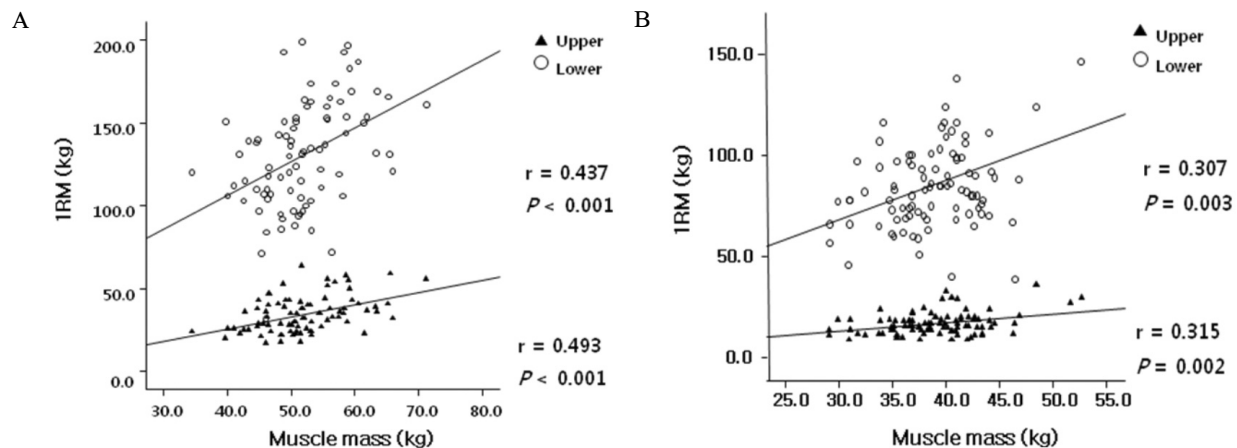 A
1RM (kg)
200.0
150.0
100.0
50.0
0.0
30.0 40.0 50.0 60.0 70.0 80.0
Muscle mass (kg)
Upper
Lower
r = 0.437
P < 0.001
r = 0.493
P < 0.001
B
1RM (kg)
150.0
100.0
50.0
0.0
25.0 30.0 35.0 40.0 45.0 50.0 55.0
Muscle mass (kg)
Upper
Lower
r = 0.307
P = 0.003
r = 0.315
P = 0.002